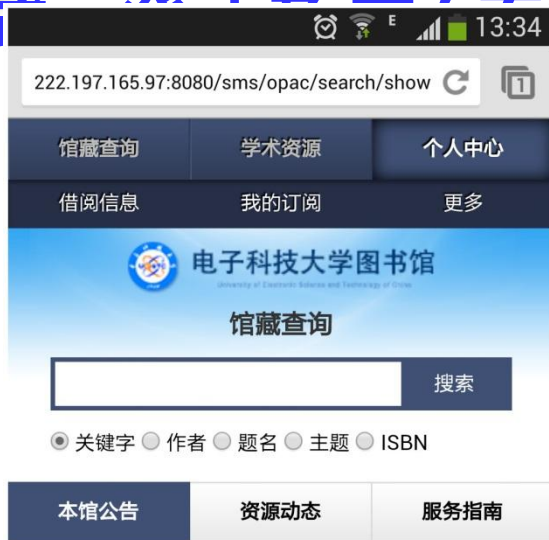 E 13:34
222.197.165.97:8080/sms/opac/search/show 1
馆藏查询 学术资源 个人中心
借阅信息 我的订阅 更多
电子科技大学图书馆
University of Electronic Science and Technology of China
馆藏查询
搜索
关键字 作者 题名 主题 ISBN
本馆公告 资源动态 服务指南